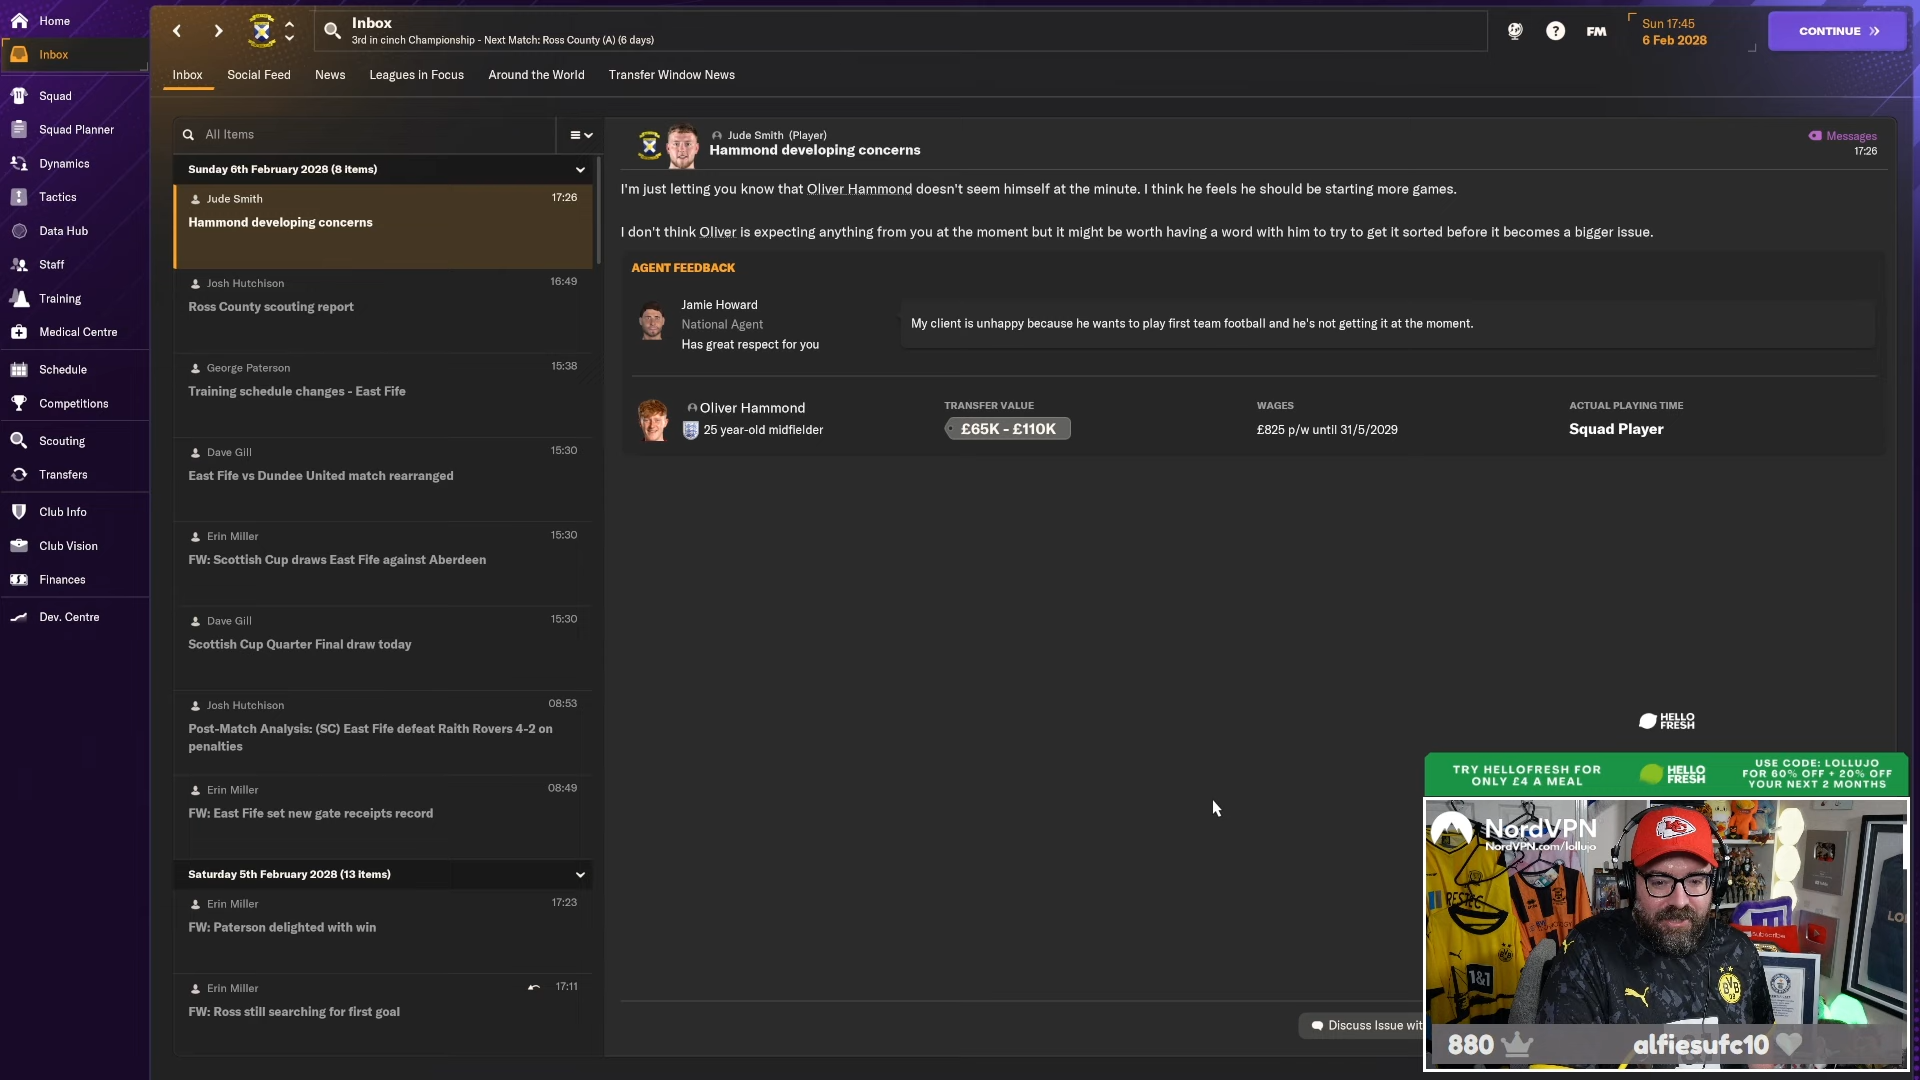 Home
Inbox
Squad
Squad Planner
Dynamics
Tactics
Data Hub
Staff
Training
Medical Centre
Schedule
Competitions
Scouting
Transfers
Club Info
Club Vision
Finances
Dev. Centre
Inbox
3rd in cinch Championship - Next Match: Ross County (A) (6 days)
FM
Sun 17:45
6 Feb 2028
CONTINUE
Inbox Social Feed News Leagues in Focus Around the World Transfer Window News
All Items
Sunday 6th February 2028 (8 items)
Jude Smith 17:26
Hammond developing concerns
Josh Hutchison 16:49
Ross County scouting report
George Paterson 15:38
Training schedule changes - East Fife
Dave Gill 15:30
East Fife vs Dundee United match rearranged
Erin Miller 15:30
FW: Scottish Cup draws East Fife against Aberdeen
Dave Gill 15:30
Scottish Cup Quarter Final draw today
Josh Hutchison 08:53
Post-Match Analysis: (SC) East Fife defeat Raith Rovers 4-2 on
penalties
Erin Miller 08:49
FW: East Fife set new gate receipts record
Saturday 5th February 2028 (13 items)
Erin Miller 17:23
FW: Paterson delighted with win
Erin Miller 17:11
FW: Ross still searching for first goal
Jude Smith (Player)
Hammond developing concerns
Messages
17:26
I'm just letting you know that Oliver Hammond doesn't seem himself at the minute. I think he feels he should be starting more games.
I don't think Oliver is expecting anything from you at the moment but it might be worth having a word with him to try to get it sorted before it becomes a bigger issue.
AGENT FEEDBACK
Jamie Howard
National Agent
Has great respect for you
My client is unhappy because he wants to play first team football and he's not getting it at the moment.
Oliver Hammond
25 year-old midfielder
TRANSFER VALUE
£65K - £110K
WAGES
£825 p/w until 31/5/2029
ACTUAL PLAYING TIME
Squad Player
Discuss Issue wit
HELLO
FRESH
TRY HELLOFRESH FOR
ONLY £4 A MEAL
HELLO
FRESH
USE CODE: LOLLUJO
FOR 60% OFF + 20% OFF
YOUR NEXT 2 MONTHS
NordVPN
NordVPN.com/lollujo
1&1
BVB
09
subscribe
880
alfiesufc10